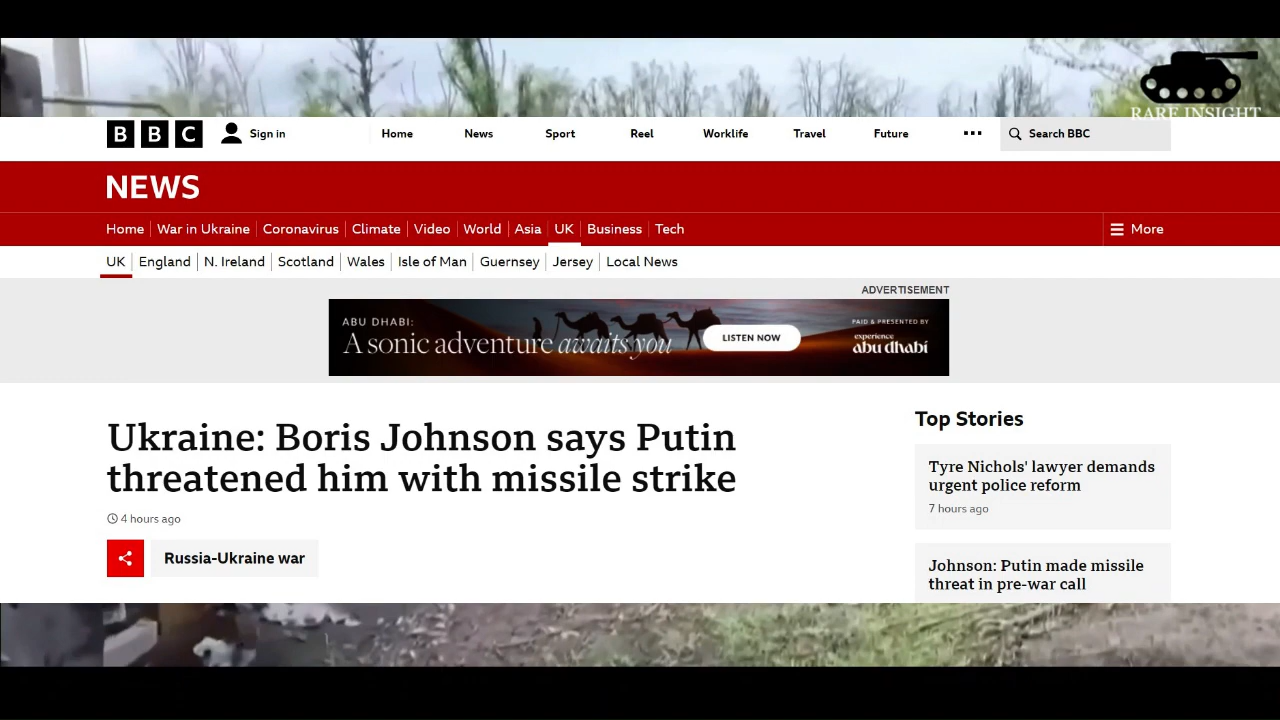 RARE INSIGHT
BBC
Sign in
Home
News
Sport
Reel
Worklife
Travel
Future
Search BBC
NEWS
Home
War in Ukraine
Coronavirus
Climate
Video
World
Asia
UK
Business
Tech
More
UK
England
N. Ireland
Scotland
Wales
Isle of Man
Guernsey
Jersey
Local News
ADVERTISEMENT
ABU DHABI:
A sonic adventure awaits you
LISTEN NOW
PAID & PRESENTED BY
experience
abu dhabi
Ukraine: Boris Johnson says Putin
threatened him with missile strike
4 hours ago
Russia-Ukraine war
Top Stories
Tyre Nichols' lawyer demands
urgent police reform
7 hours ago
Johnson: Putin made missile
threat in pre-war call